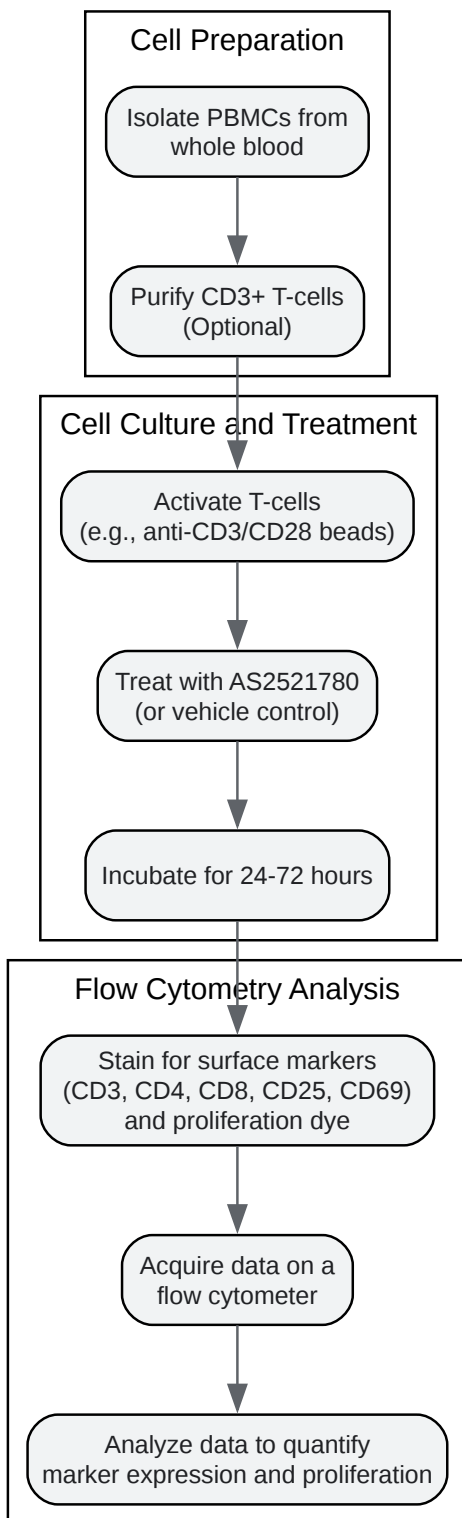 Cell Preparation
Isolate PBMCs from
whole blood
Purify CD3+ T-cells
(Optional)
Cell Culture and Treatment
Activate T-cells
(e.g., anti-CD3/CD28 beads)
Treat with AS2521780
(or vehicle control)
Incubate for 24-72 hours
Flow Cytometry Analysis
Stain for surface markers
(CD3, CD4, CD8, CD25, CD69)
and proliferation dye
Acquire data on a
flow cytometer
Analyze data to quantify
marker expression and proliferation